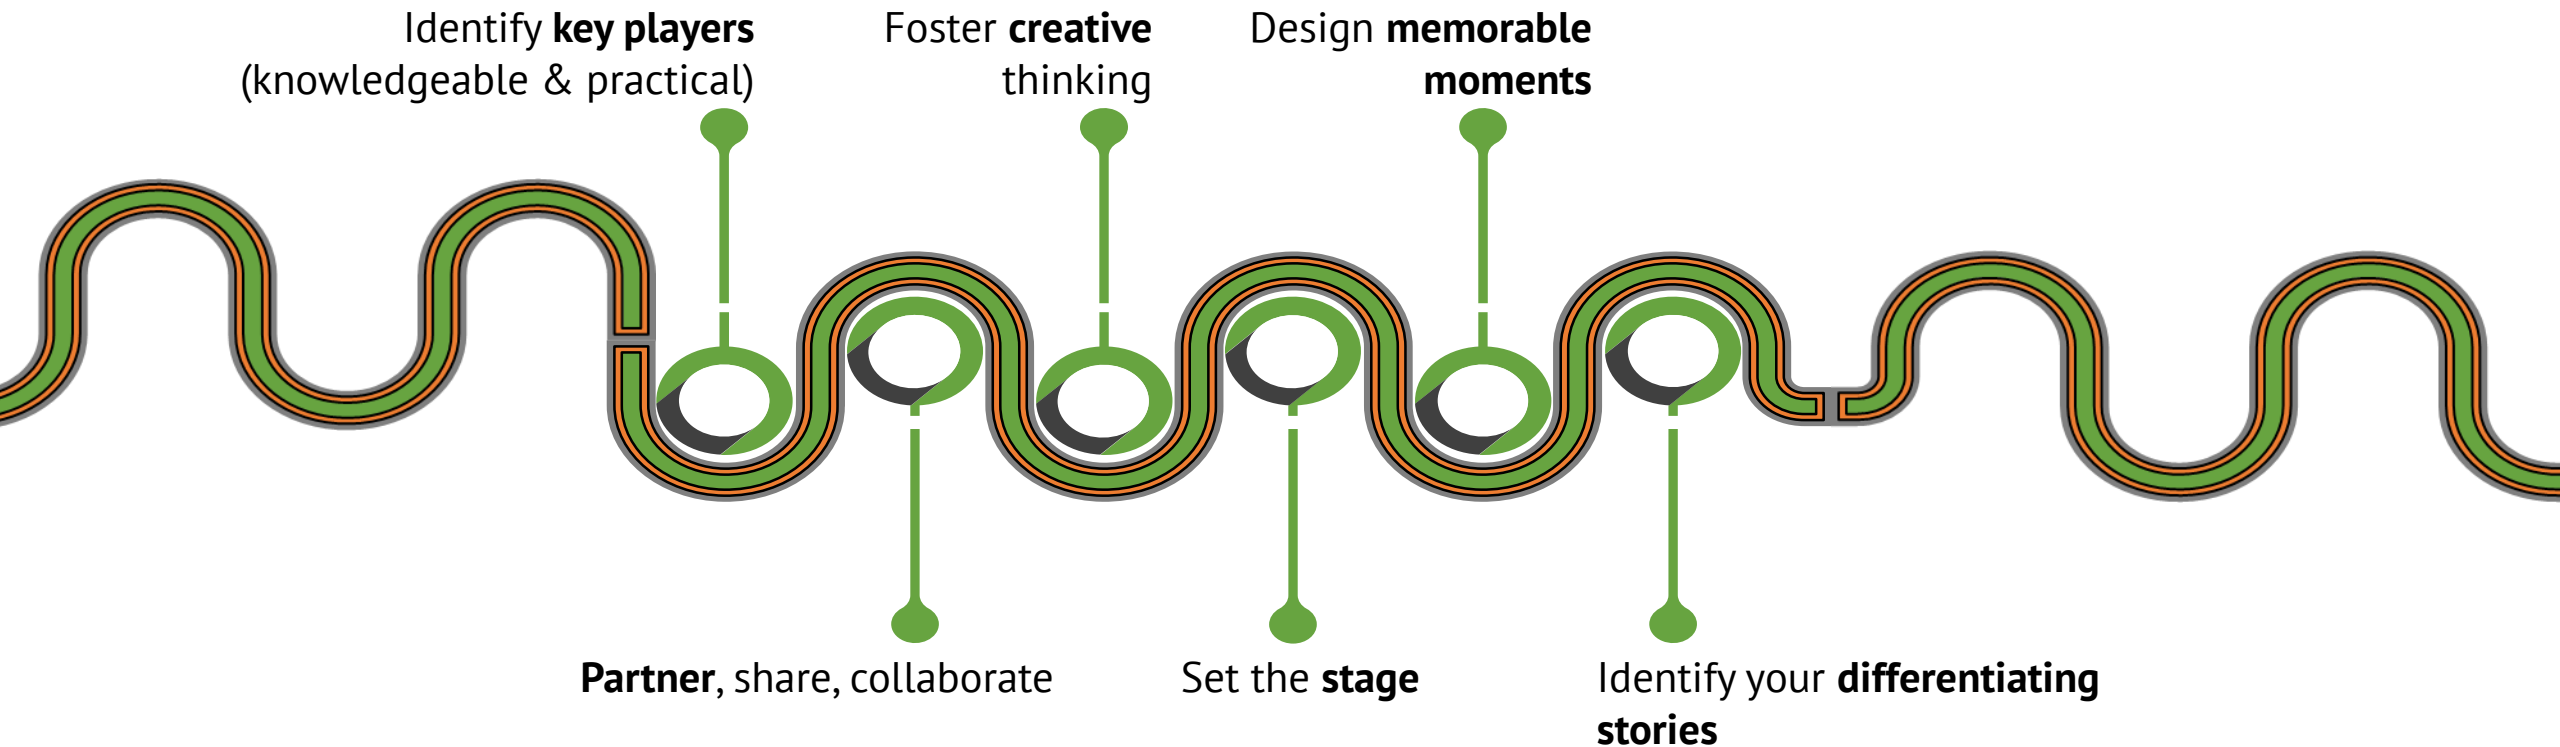 Identify key players
(knowledgeable & practical)
Foster creative
thinking
Design memorable
moments
Partner, share, collaborate
Set the stage
Identify your differentiating
stories